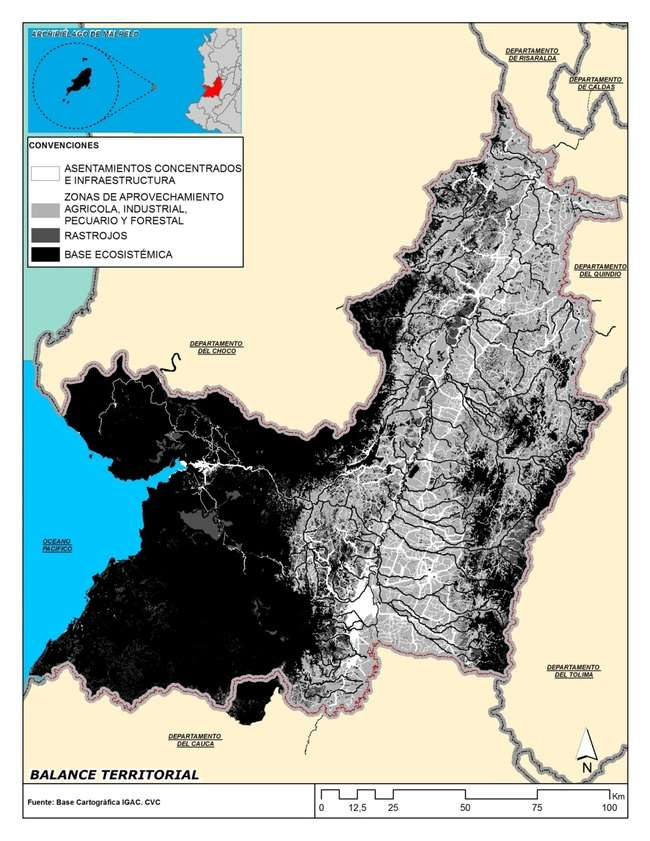 ARCHIPIÉLAGO DE MALPELO
CONVENCIONES
ASENTAMIENTOS CONCENTRADOS
E INFRAESTRUCTURA
ZONAS DE APROVECHAMIENTO
AGRICOLA, INDUSTRIAL,
PECUARIO Y FORESTAL
RASTROJOS
BASE ECOSISTÉMICA
DEPARTAMENTO
DE RISARALDA
DEPARTAMENTO
DE CALDAS
DEPARTAMENTO
DEL QUINDIO
DEPARTAMENTO
DEL CHOCO
OCEANO
PACIFICO
DEPARTAMENTO
DEL TOLIMA
DEPARTAMENTO
DEL CAUCA
N
BALANCE TERRITORIAL
Fuente: Base Cartográfica IGAC. CVC
Km
0 12,5 25 50 75 100